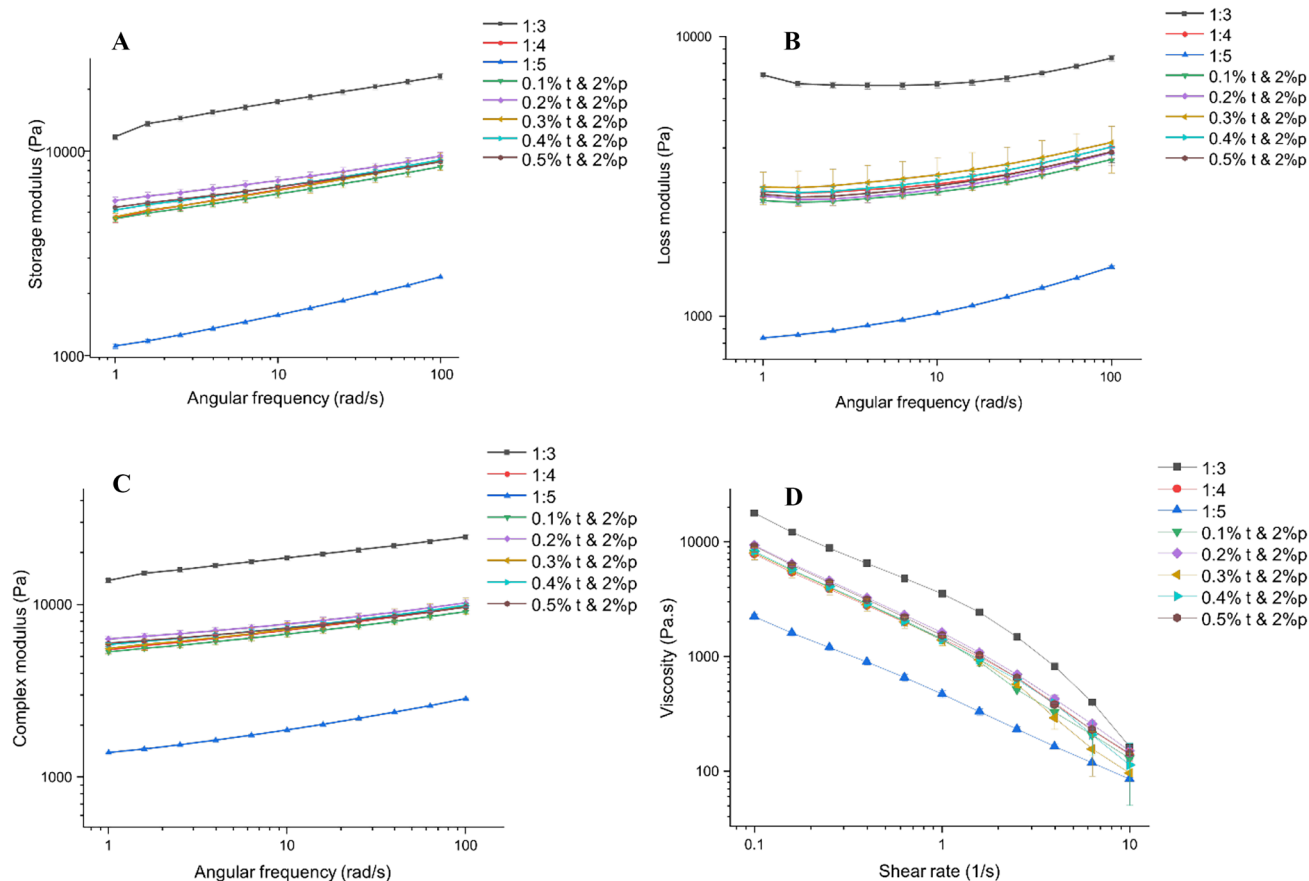 A
1:3
1:4
1:5
0.1% t & 2%p
0.2% t & 2%p
0.3% t & 2%p
0.4% t & 2%p
0.5% t & 2%p
Storage modulus (Pa)
10000
1000
1
10
100
Angular frequency (rad/s)
B
1:3
1:4
1:5
0.1% t & 2%p
0.2% t & 2%p
0.3% t & 2%p
0.4% t & 2%p
0.5% t & 2%p
Loss modulus (Pa)
10000
1000
1
10
100
Angular frequency (rad/s)
C
1:3
1:4
1:5
0.1% t & 2%p
0.2% t & 2%p
0.3% t & 2%p
0.4% t & 2%p
0.5% t & 2%p
Complex modulus (Pa)
10000
1000
1
10
100
Angular frequency (rad/s)
D
1:3
1:4
1:5
0.1% t & 2%p
0.2% t & 2%p
0.3% t & 2%p
0.4% t & 2%p
0.5% t & 2%p
Viscosity (Pa.s)
10000
1000
100
0.1
1
10
Shear rate (1/s)